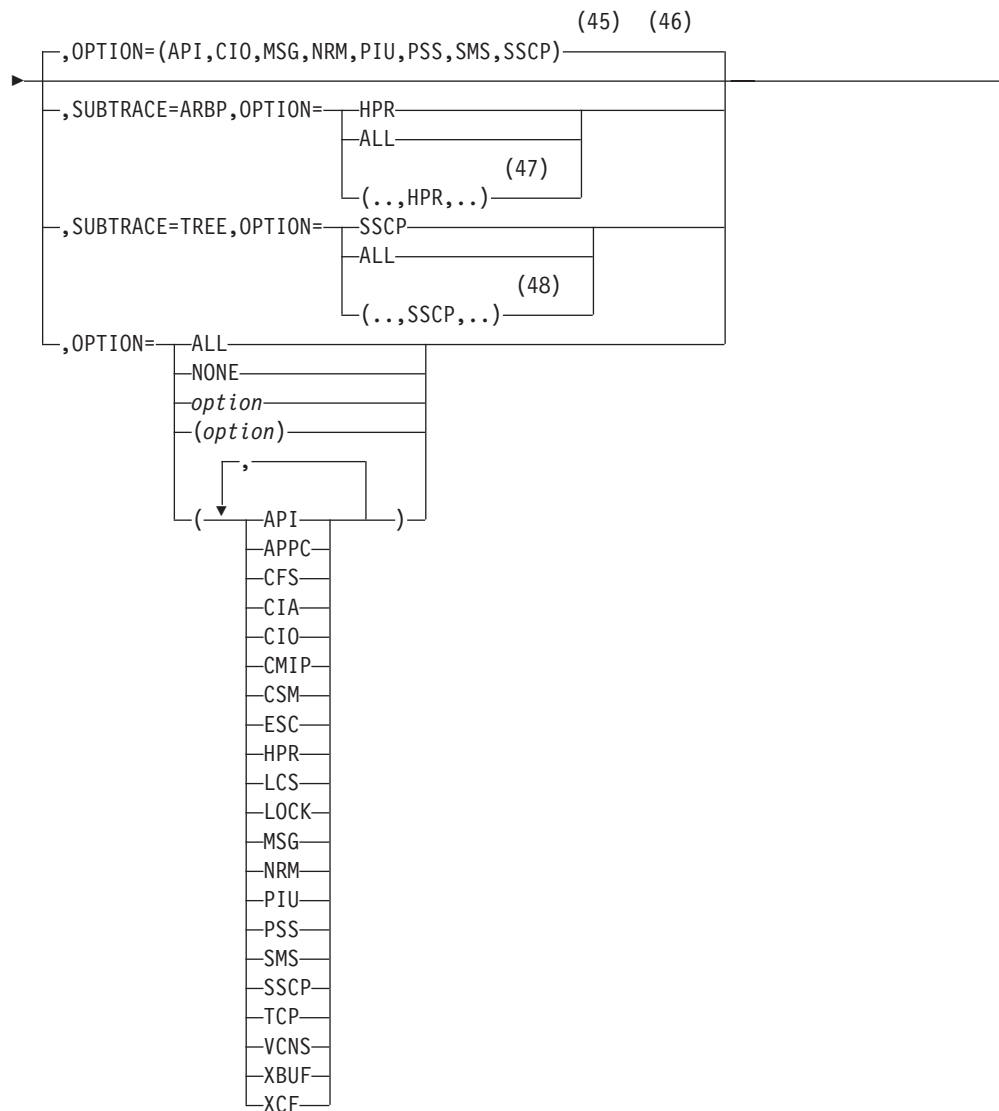 (45) (46)
,OPTION=(API,CIO,MSG,NRM,PIU,PSS,SMS,SSCP)
,SUBTRACE=ARBP,OPTION= HPR
ALL
(47)
(..,HPR,..)
,SUBTRACE=TREE,OPTION= SSCP
ALL
(48)
(..,SSCP,..)
,OPTION= ALL
NONE
option
(option)
,
( API )
APPC
CFS
CIA
CIO
CMIP
CSM
ESC
HPR
LCS
LOCK
MSG
NRM
PIU
PSS
SMS
SSCP
TCP
VCNS
XBUF
XCF